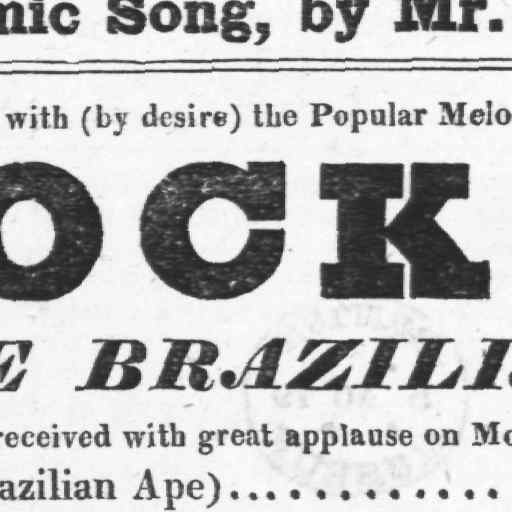 mic Song, by Mr.
with (by desire) the Popular Melo
OCK
E BRAZILI
received with great applause on Mo
azilian Ape)............